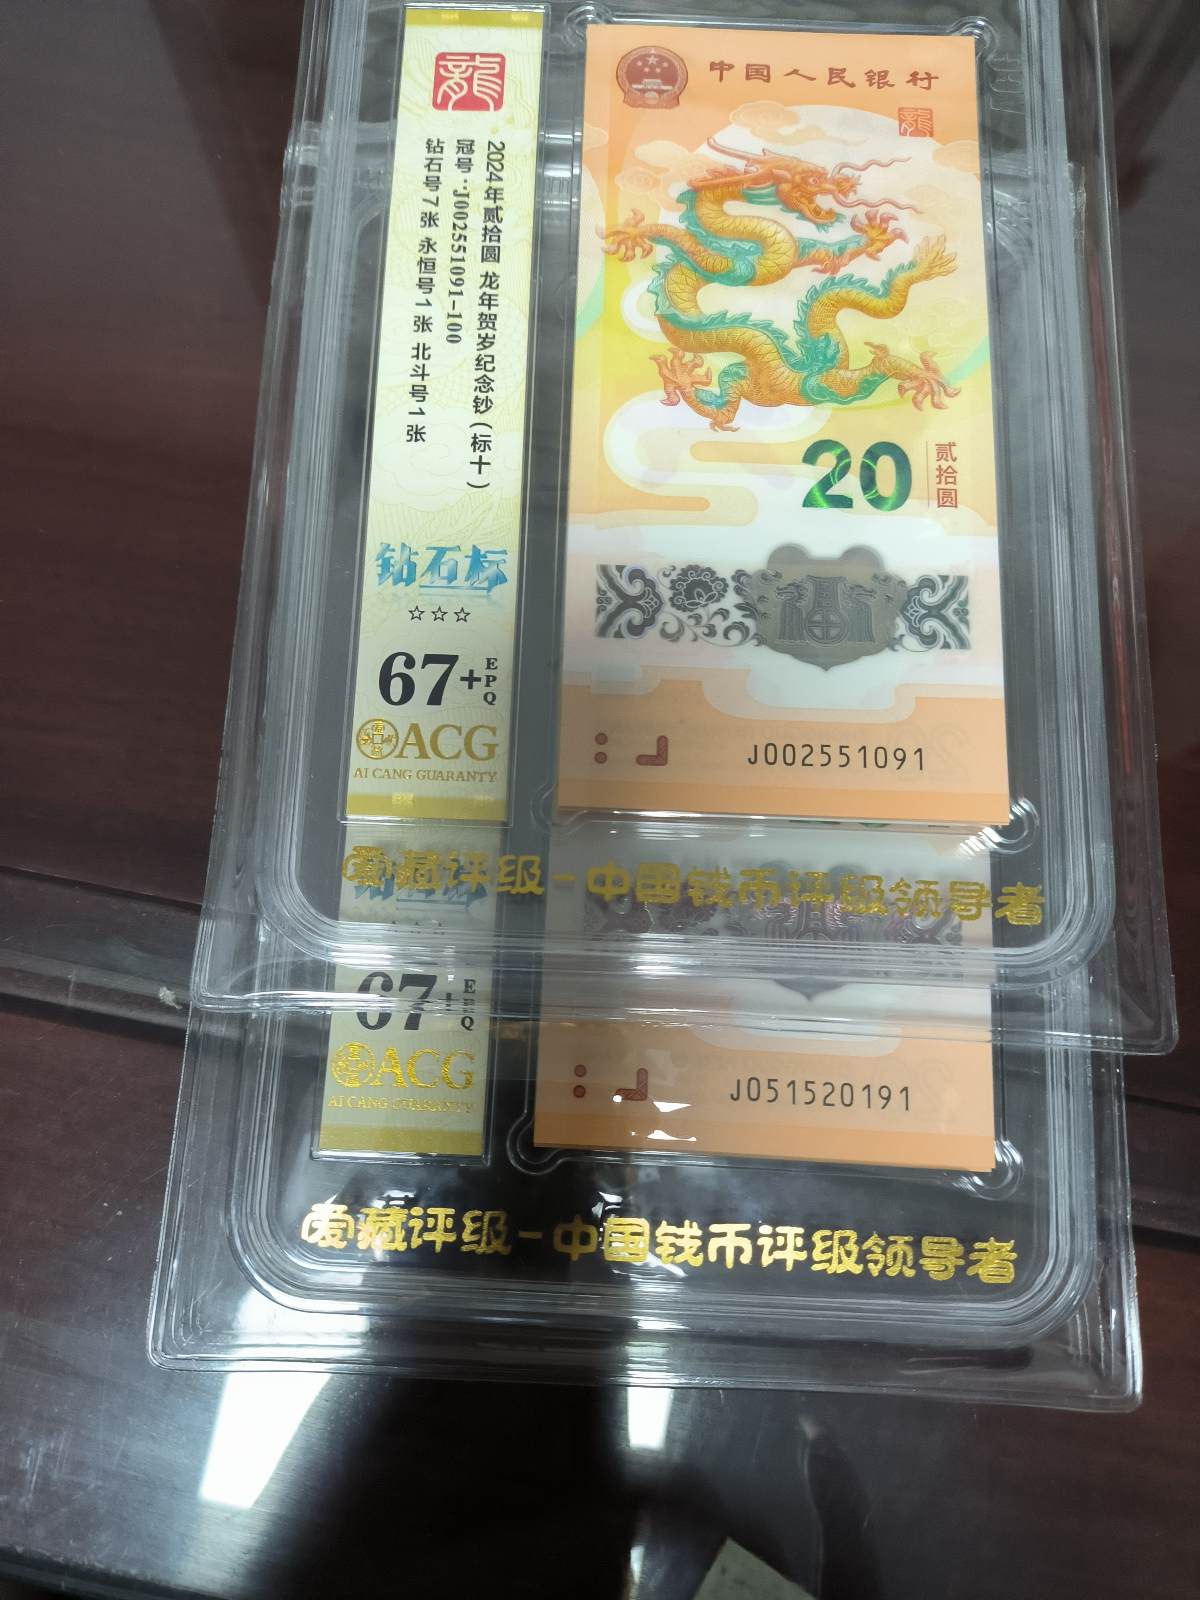 龍
2024年贰拾圆 龙年贺岁纪念钞(标十)
冠号:J002551091-100
钻石号7张 永恒号1张 北斗号1张
钻石标
☆☆☆
67+
EPQ
ACG
AI CANG GUARANTY
中国人民银行
龍
20
贰拾圆
J002551091
爱藏评级-中国钱币评级领导者
67+
EPQ
ACG
AI CANG GUARANTY
J051520191
爱藏评级-中国钱币评级领导者